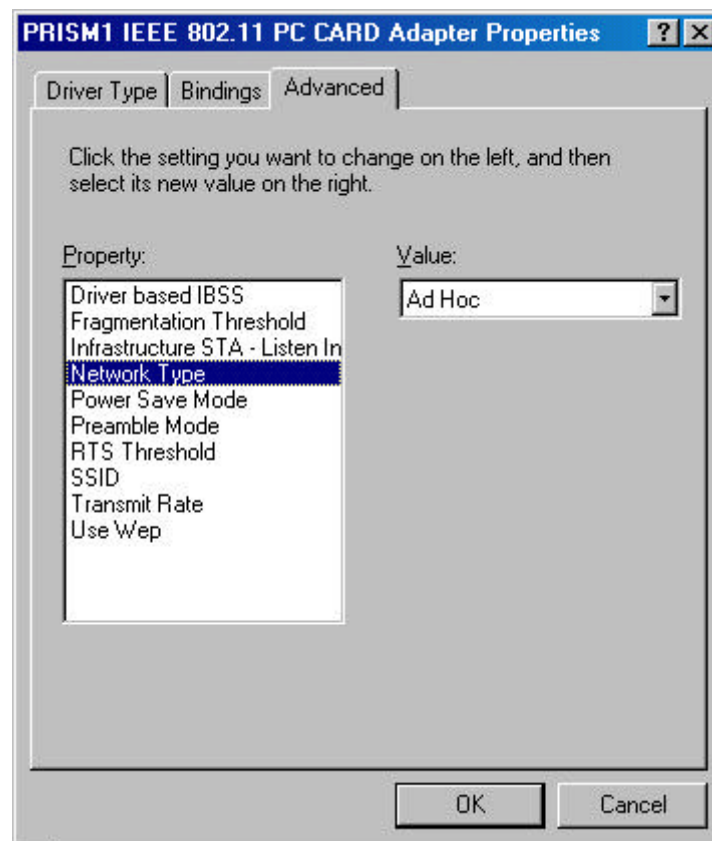 PRISM1 IEEE 802.11 PC CARD Adapter Properties
Driver Type
Bindings
Advanced
Click the setting you want to change on the left, and then
select its new value on the right.
Property:
Driver based IBSS
Fragmentation Threshold
Infrastructure STA - Listen In
Network Type
Power Save Mode
Preamble Mode
RTS Threshold
SSID
Transmit Rate
Use Wep
Value:
Ad Hoc
OK
Cancel